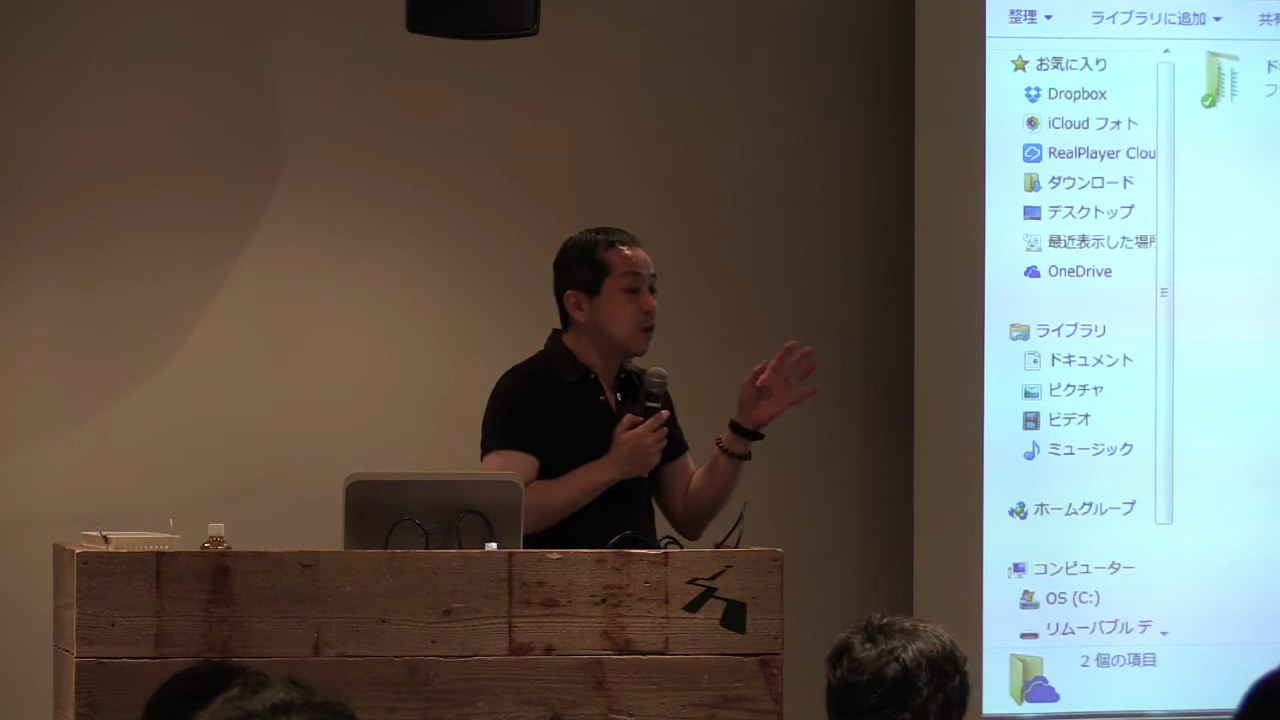 整理 ライブラリに追加 共有
お気に入り
Dropbox
iCloud フォト
RealPlayer Clou
ダウンロード
デスクトップ
最近表示した場所
OneDrive
ライブラリ
ドキュメント
ピクチャ
ビデオ
ミュージック
ホームグループ
コンピューター
OS (C:)
リムーバブル デ
2 個の項目